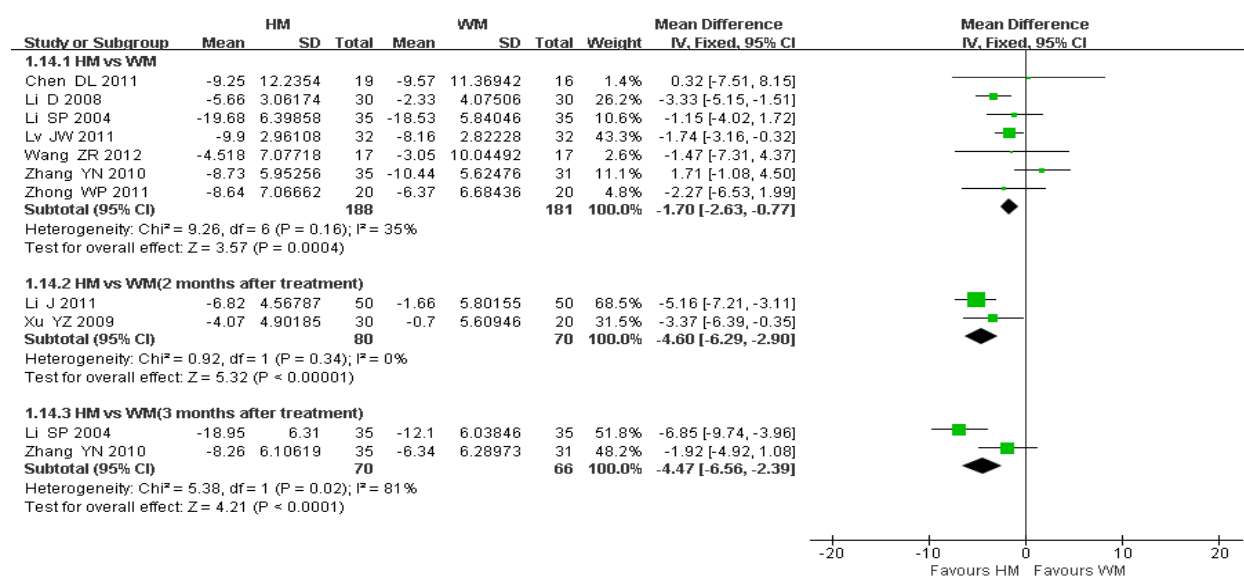 HM WM Mean Difference Mean Difference
Study or Subgroup Mean SD Total Mean SD Total Weight IV, Fixed, 95% CI IV, Fixed, 95% CI
1.14.1 HM vs WM
Chen DL 2011 -9.25 12.2354 19 -9.57 11.36942 16 1.4% 0.32 [-7.51, 8.15]
Li D 2008 -5.66 3.06174 30 -2.33 4.07506 30 26.2% -3.33 [-5.15, -1.51]
Li SP 2004 -19.68 6.39858 35 -18.53 5.84046 35 10.6% -1.15 [-4.02, 1.72]
Lv JW 2011 -9.9 2.96108 32 -8.16 2.82228 32 43.3% -1.74 [-3.16, -0.32]
Wang ZR 2012 -4.518 7.07718 17 -3.05 10.04492 17 2.6% -1.47 [-7.31, 4.37]
Zhang YN 2010 -8.73 5.95256 35 -10.44 5.62476 31 11.1% 1.71 [-1.08, 4.50]
Zhong WP 2011 -8.64 7.06662 20 -6.37 6.68436 20 4.8% -2.27 [-6.53, 1.99]
Subtotal (95% CI) 188 181 100.0% -1.70 [-2.63, -0.77]
Heterogeneity: Chi² = 9.26, df = 6 (P = 0.16); I² = 35%
Test for overall effect: Z = 3.57 (P = 0.0004)
1.14.2 HM vs WM(2 months after treatment)
Li J 2011 -6.82 4.56787 50 -1.66 5.80155 50 68.5% -5.16 [-7.21, -3.11]
Xu YZ 2009 -4.07 4.90185 30 -0.7 5.60946 20 31.5% -3.37 [-6.39, -0.35]
Subtotal (95% CI) 80 70 100.0% -4.60 [-6.29, -2.90]
Heterogeneity: Chi² = 0.92, df = 1 (P = 0.34); I² = 0%
Test for overall effect: Z = 5.32 (P < 0.00001)
1.14.3 HM vs WM(3 months after treatment)
Li SP 2004 -18.95 6.31 35 -12.1 6.03846 35 51.8% -6.85 [-9.74, -3.96]
Zhang YN 2010 -8.26 6.10619 35 -6.34 6.28973 31 48.2% -1.92 [-4.92, 1.08]
Subtotal (95% CI) 70 66 100.0% -4.47 [-6.56, -2.39]
Heterogeneity: Chi² = 5.38, df = 1 (P = 0.02); I² = 81%
Test for overall effect: Z = 4.21 (P < 0.0001)
-20 -10 0 10 20
Favours HM Favours WM